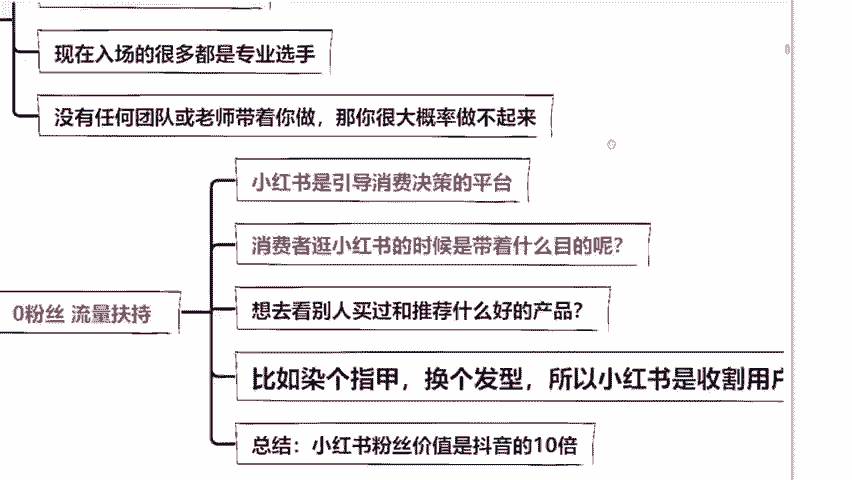 现在入场的很多都是专业选手
没有任何团队或老师带着你做，那你很大概率做不起来
小红书是引导消费决策的平台
消费者逛小红书的时候是带着什么目的呢？
0粉丝 流量扶持
想去看别人买过和推荐什么好的产品？
比如染个指甲，换个发型，所以小红书是收割用户
总结：小红书粉丝价值是抖音的10倍